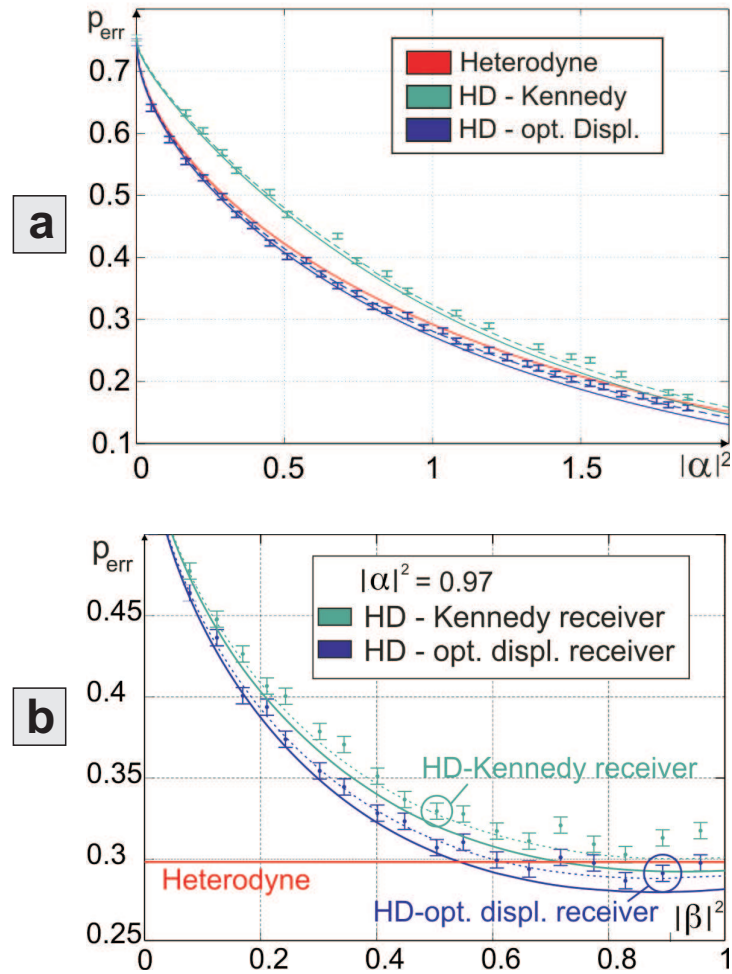 a
p_err
0.7
0.6
0.5
0.4
0.3
0.2
0.1
0
0.5
1
1.5
|α|²
Heterodyne
HD - Kennedy
HD - opt. Displ.
b
p_err
0.45
0.4
0.35
0.3
0.25
0
0.2
0.4
0.6
0.8
1
|β|²
|α|² = 0.97
HD - Kennedy receiver
HD - opt. displ. receiver
HD-Kennedy receiver
Heterodyne
HD-opt. displ. receiver